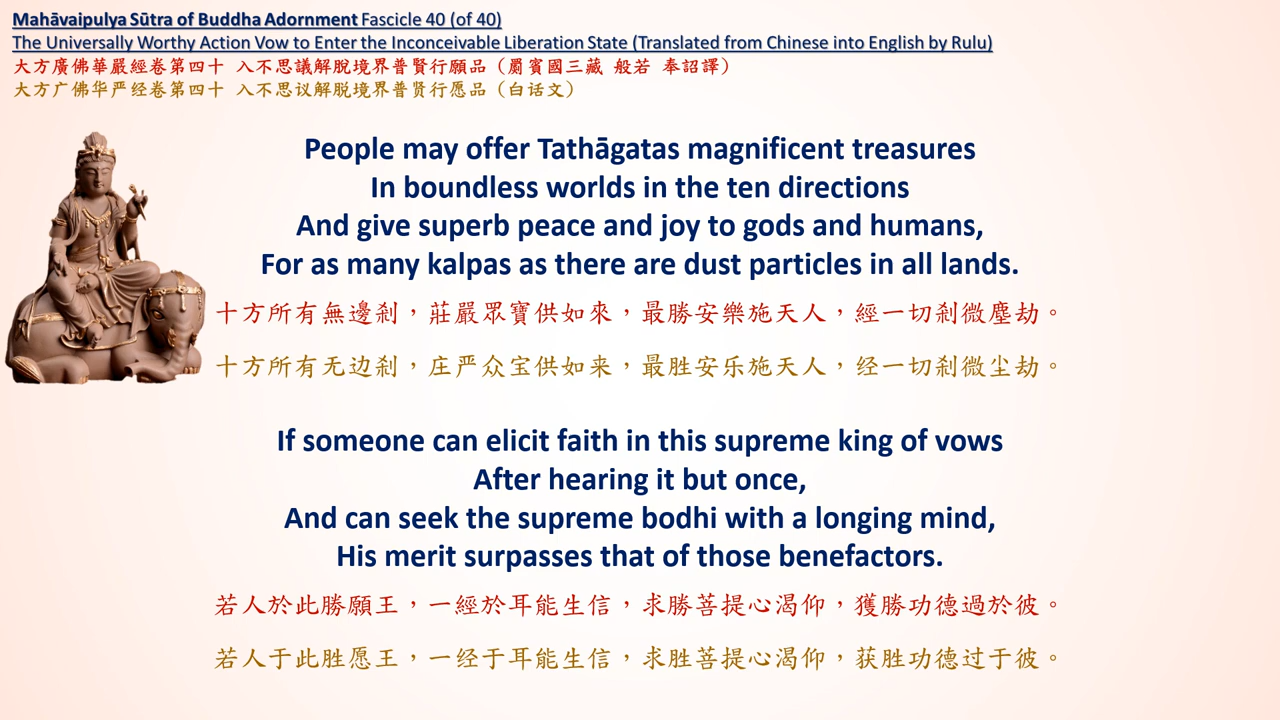 Mahāvaipulya Sūtra of Buddha Adornment Fascicle 40 (of 40)
The Universally Worthy Action Vow to Enter the Inconceivable Liberation State (Translated from Chinese into English by Rulu)
大方廣佛華嚴經卷第四十 入不思議解脫境界普賢行願品（罽賓國三藏 般若 奉詔譯）
大方广佛华严经卷第四十 入不思议解脱境界普贤行愿品（白话文）
People may offer Tathāgatas magnificent treasures
In boundless worlds in the ten directions
And give superb peace and joy to gods and humans,
For as many kalpas as there are dust particles in all lands.
十方所有無邊剎，莊嚴眾寶供如來，最勝安樂施天人，經一切剎微塵劫。
十方所有无边剎，庄严众宝供如来，最胜安乐施天人，经一切剎微尘劫。
If someone can elicit faith in this supreme king of vows
After hearing it but once,
And can seek the supreme bodhi with a longing mind,
His merit surpasses that of those benefactors.
若人於此勝願王，一經於耳能生信，求勝菩提心渴仰，獲勝功德過於彼。
若人于此胜愿王，一经于耳能生信，求胜菩提心渴仰，获胜功德过于彼。